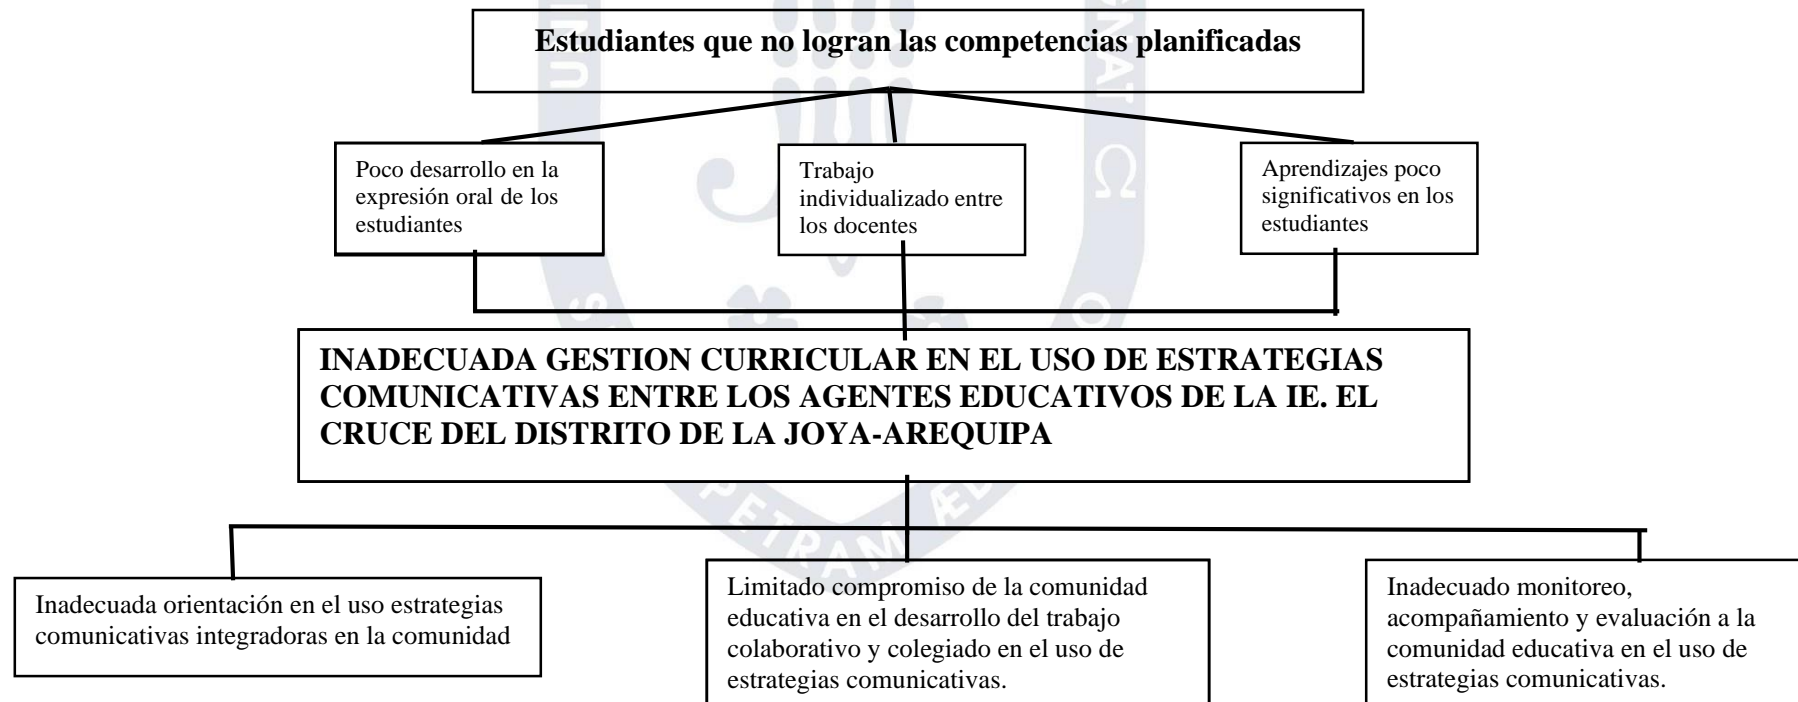 Estudiantes que no logran las competencias planificadas
Poco desarrollo en la
expresión oral de los
estudiantes
Trabajo
individualizado entre
los docentes
Aprendizajes poco
significativos en los
estudiantes
INADECUADA GESTION CURRICULAR EN EL USO DE ESTRATEGIAS
COMUNICATIVAS ENTRE LOS AGENTES EDUCATIVOS DE LA IE. EL
CRUCE DEL DISTRITO DE LA JOYA-AREQUIPA
Inadecuada orientación en el uso estrategias
comunicativas integradoras en la comunidad
Limitado compromiso de la comunidad
educativa en el desarrollo del trabajo
colaborativo y colegiado en el uso de
estrategias comunicativas.
Inadecuado monitoreo,
acompañamiento y evaluación a la
comunidad educativa en el uso de
estrategias comunicativas.
PETRAM